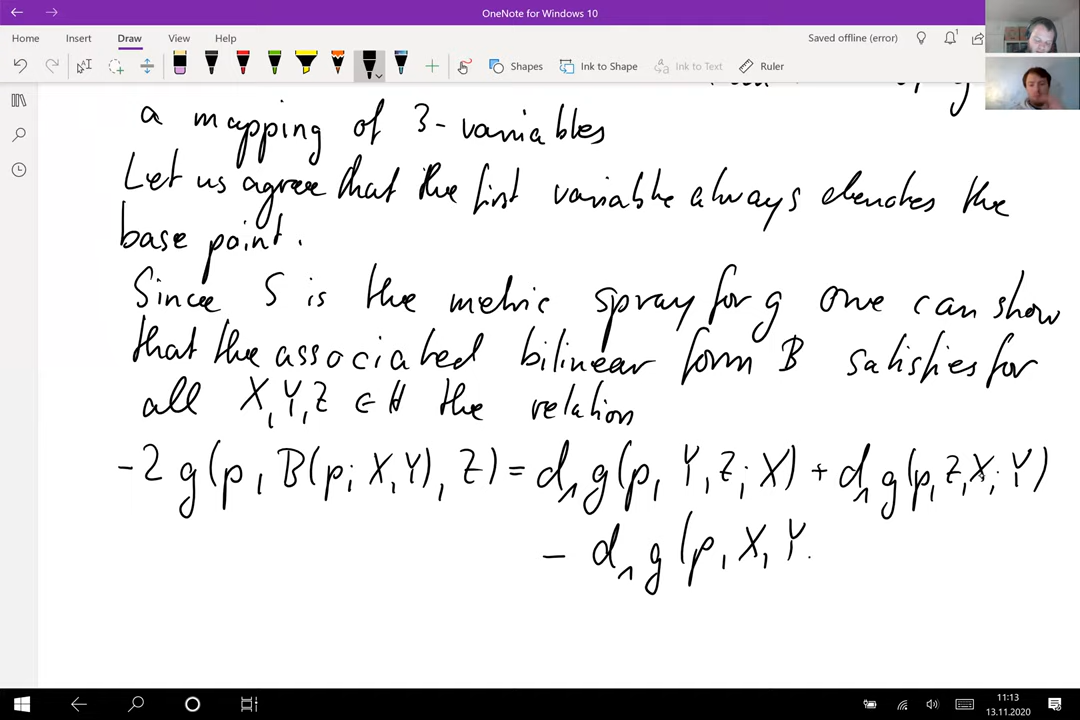 OneNote for Windows 10
Home Insert Draw View Help Saved offline (error)
Shapes Ink to Shape Ink to Text Ruler
a mapping of 3-variables
Let us agree that the first variable always denotes the
base point.
Since S is the metric spray for g one can show
that the associated bilinear form B satisfies for
all X, Y, Z ∈ H the relation
-2 g(p, B(p; X, Y), Z) = d₁g(p, Y, Z; X) + d₁g(p, Z, X; Y)
- d₁g(p, X, Y
11:13
13.11.2020